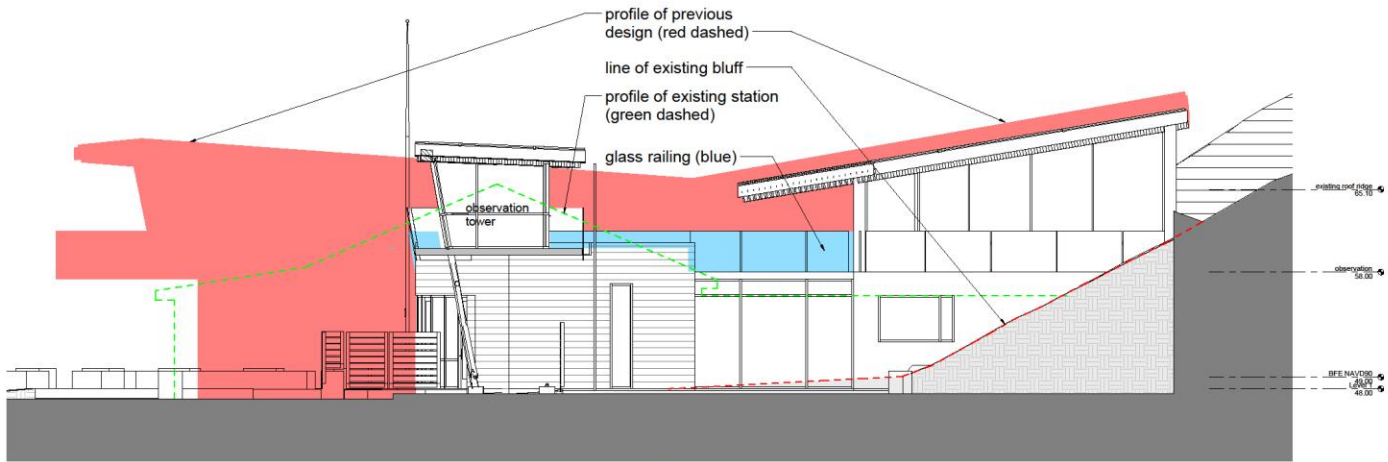 profile of previous
design (red dashed)
line of existing bluff
profile of existing station
(green dashed)
glass railing (blue)
observation
tower
existing roof ridge
65.10
observation
58.00
BFE NAVD90
49.00
Level 1
48.00